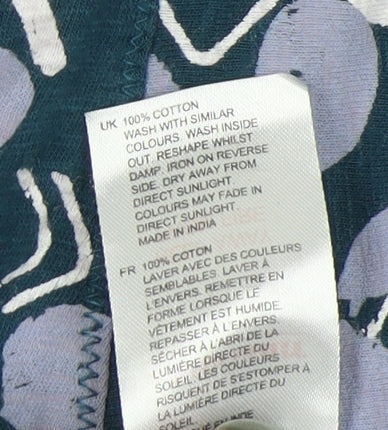 UK 100% COTTON
WASH WITH SIMILAR
COLOURS. WASH INSIDE
OUT. RESHAPE WHILST
DAMP. IRON ON REVERSE
SIDE. DRY AWAY FROM
DIRECT SUNLIGHT.
COLOURS MAY FADE IN
DIRECT SUNLIGHT.
MADE IN INDIA
FR 100% COTON
LAVER AVEC DES COULEURS
SEMBLABLES. LAVER À
L'ENVERS. REMETTRE EN
FORME LORSQUE LE
VÊTEMENT EST HUMIDE.
REPASSER À L'ENVERS.
SÉCHER À L'ABRI DE LA
LUMIÈRE DIRECTE DU
SOLEIL. LES COULEURS
RISQUENT DE S'ESTOMPER À
LA LUMIÈRE DIRECTE DU
SOLEIL
EN INDE